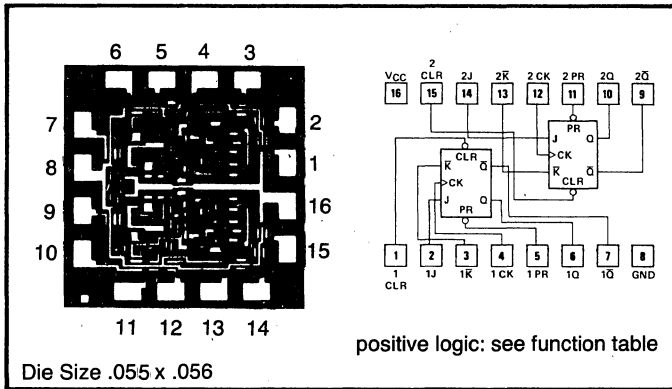 6 5 4 3
7 2
8 1
9 16
10 15
11 12 13 14
Die Size .055 x .056
VCC 2 CLR 2J 2K̅ 2 CK 2 PR 2Q 2Q̅
16 15 14 13 12 11 10 9
PR
J Q
CK
K̅ Q̅
CLR
CLR
K̅ Q̅
CK
J Q
PR
1 2 3 4 5 6 7 8
1 CLR 1J 1K̅ 1 CK 1 PR 1Q 1Q̅ GND
positive logic: see function table